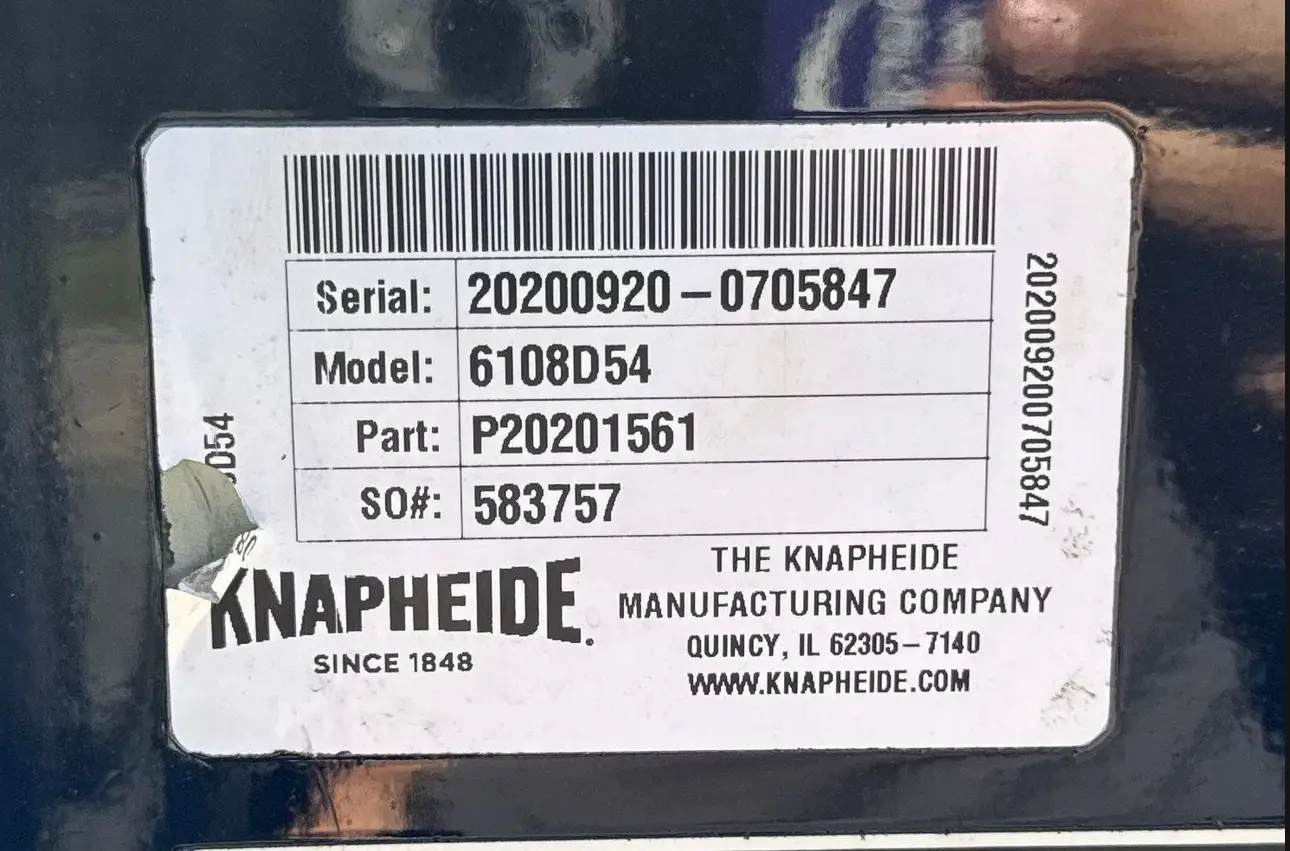 Serial: 20200920-0705847
Model: 6108D54
Part: P20201561
SO#: 583757
202009200705847
D54
KNAPHEIDE.
SINCE 1848
THE KNAPHEIDE
MANUFACTURING COMPANY
QUINCY, IL 62305-7140
WWW.KNAPHEIDE.COM